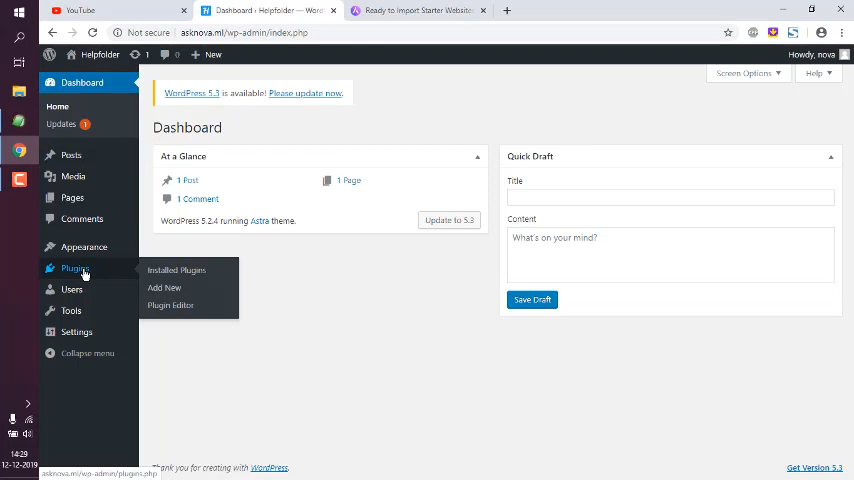 YouTube
Dashboard ‹ Helpfolder — Word
Ready to Import Starter Websites
Not secure
asknova.ml/wp-admin/index.php
Helpfolder
1
0
New
Howdy, nova
Dashboard
Home
Updates 1
Posts
Media
Pages
Comments
Appearance
Plugins
Users
Tools
Settings
Collapse menu
Installed Plugins
Add New
Plugin Editor
Screen Options
Help
WordPress 5.3 is available! Please update now.
Dashboard
At a Glance
1 Post
1 Page
1 Comment
WordPress 5.2.4 running Astra theme.
Update to 5.3
Quick Draft
Title
Content
What's on your mind?
Save Draft
Thank you for creating with WordPress.
Get Version 5.3
asknova.ml/wp-admin/plugins.php
14:29
12-12-2019